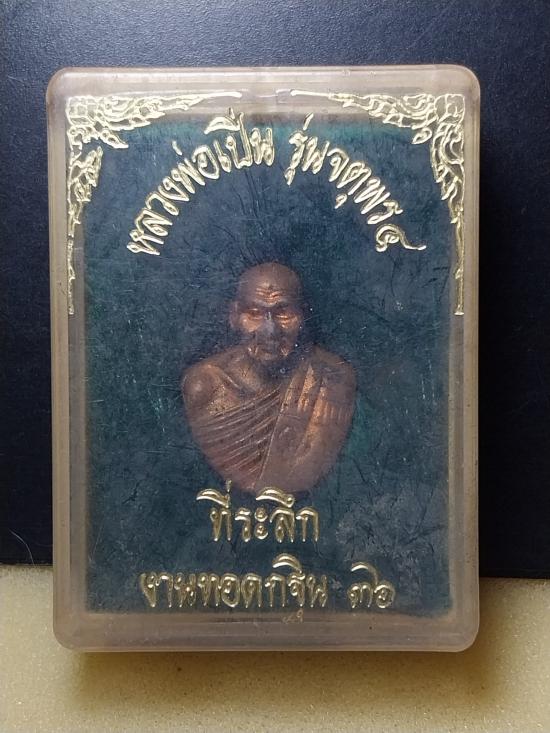 หลวงพ่อเปิ่น รุ่นจตุพร ๔
ที่ระลึก
งานทอดกฐิน ๓๖